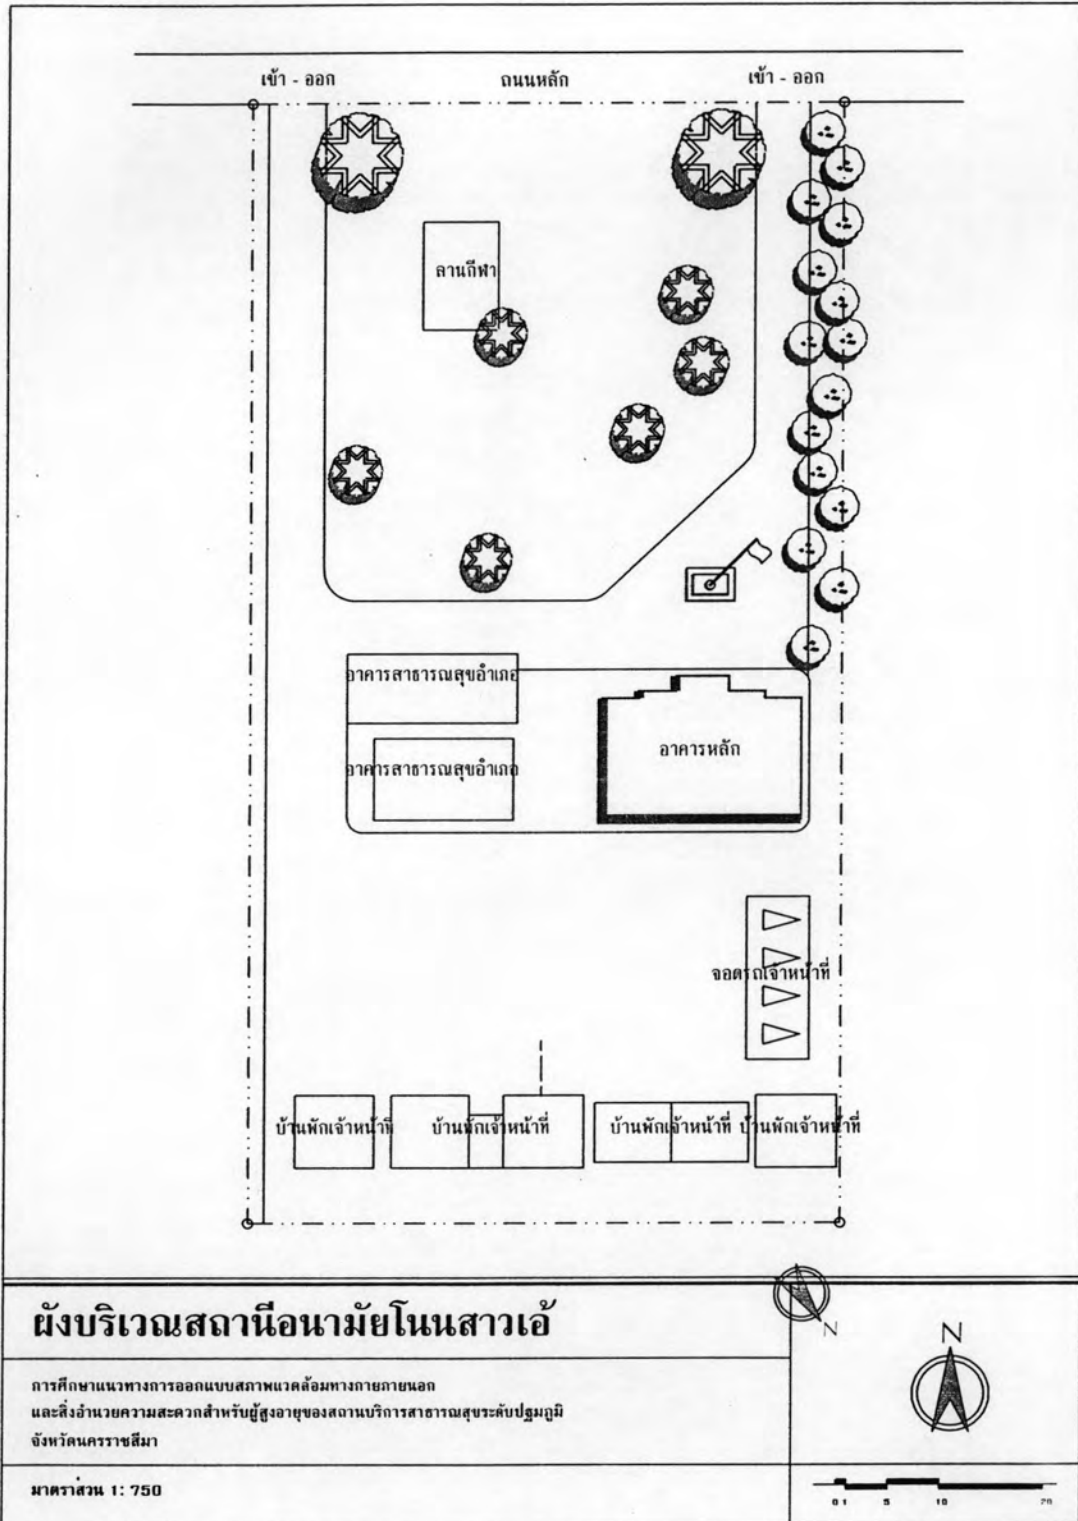 เข้า - ออก ถนนหลัก เข้า - ออก
ลานกีฬา
อาคารสาธารณสุขอำเภอ
อาคารหลัก
อาคารสาธารณสุขอำเภอ
จอดรถเจ้าหน้าที่
บ้านพักเจ้าหน้าที่ บ้านพักเจ้าหน้าที่ บ้านพักเจ้าหน้าที่ บ้านพักเจ้าหน้าที่
ผังบริเวณสถานีอนามัยโนนสาวเอ้
N
N
การศึกษาแนวทางการออกแบบสภาพแวดล้อมทางกายภายนอก
และสิ่งอำนวยความสะดวกสำหรับผู้สูงอายุของสถานบริการสาธารณสุขระดับปฐมภูมิ
จังหวัดนครราชสีมา
มาตราส่วน 1: 750
0 1 5 10 20